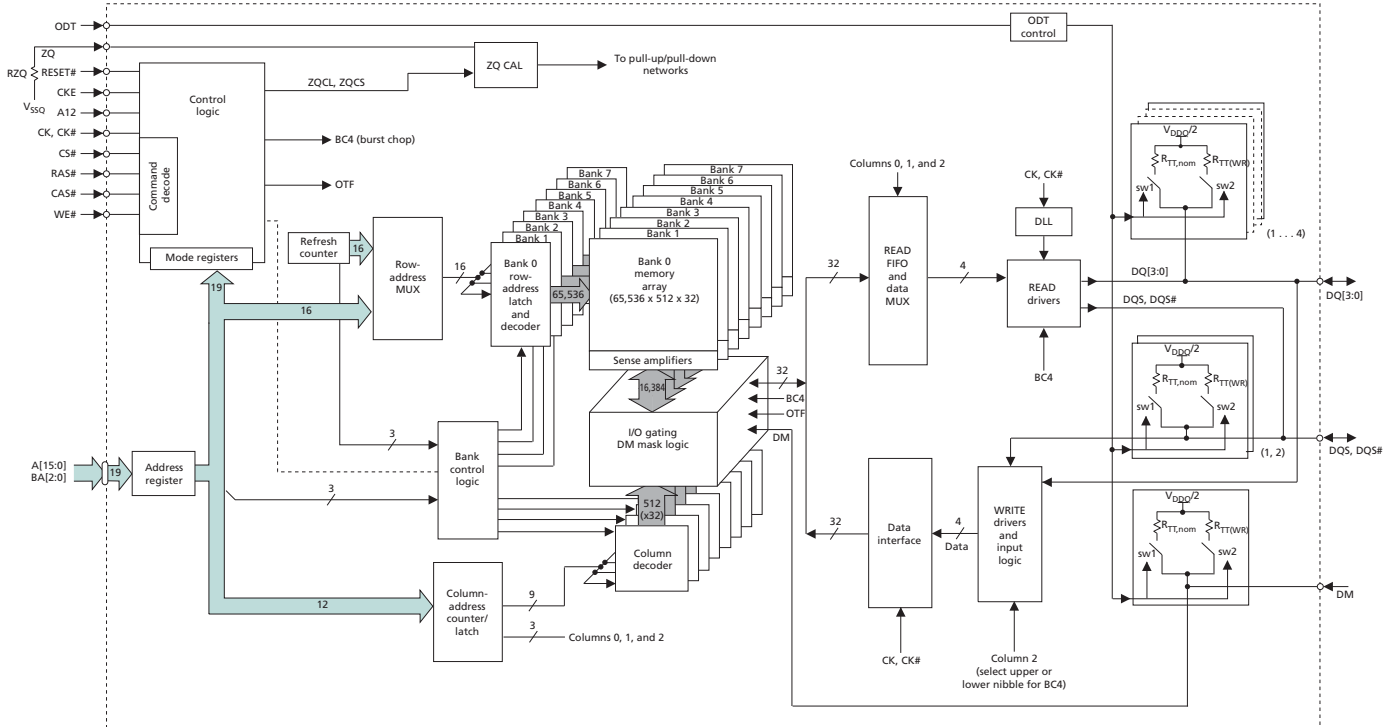 ODT
ODT
control
ZQ
RZQ
RESET#
CKE
V_SSQ
A12
CK, CK#
CS#
RAS#
CAS#
WE#
Control
logic
Command
decode
Mode registers
ZQCL, ZQCS
ZQ CAL
To pull-up/pull-down
networks
BC4 (burst chop)
OTF
Refresh
counter
16
Row-
address
MUX
16
19
16
Bank 7
Bank 6
Bank 5
Bank 4
Bank 3
Bank 2
Bank 1
Bank 0
row-
address
latch
and
decoder
65,536
Bank 7
Bank 6
Bank 5
Bank 4
Bank 3
Bank 2
Bank 1
Bank 0
memory
array
(65,536 x 512 x 32)
Sense amplifiers
16,384
32
BC4
OTF
DM
I/O gating
DM mask logic
512
(x32)
Column
decoder
3
Bank
control
logic
3
A[15:0]
BA[2:0]
19
Address
register
12
Column-
address
counter/
latch
9
3
Columns 0, 1, and 2
Columns 0, 1, and 2
32
READ
FIFO
and
data
MUX
4
CK, CK#
DLL
READ
drivers
BC4
DQ[3:0]
DQS, DQS#
V_DDQ/2
R_TT,nom
R_TT(WR)
sw1
sw2
(1 . . . 4)
DQ[3:0]
V_DDQ/2
R_TT,nom
R_TT(WR)
sw1
sw2
(1, 2)
DQS, DQS#
32
Data
interface
4
Data
WRITE
drivers
and
input
logic
CK, CK#
Column 2
(select upper or
lower nibble for BC4)
V_DDQ/2
R_TT,nom
R_TT(WR)
sw1
sw2
DM